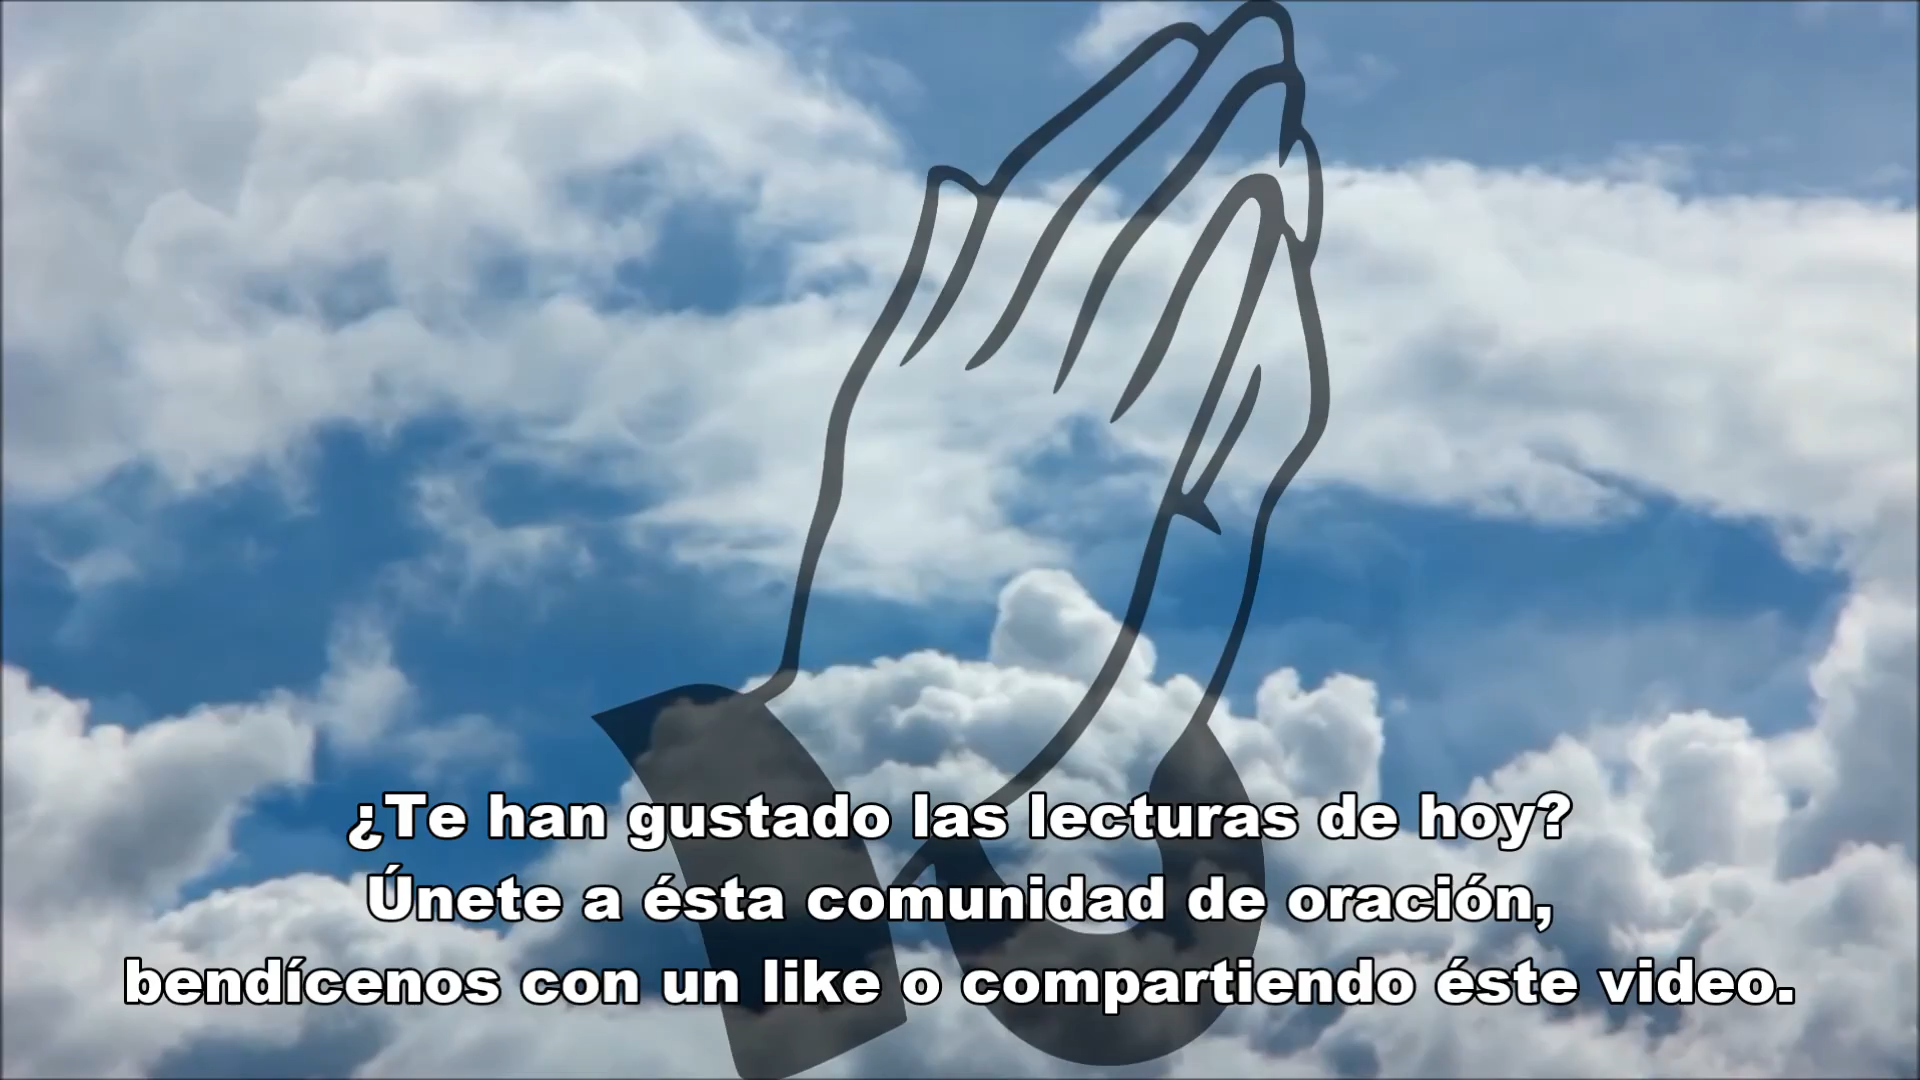 ¿Te han gustado las lecturas de hoy?
Únete a ésta comunidad de oración,
bendícenos con un like o compartiendo éste video.